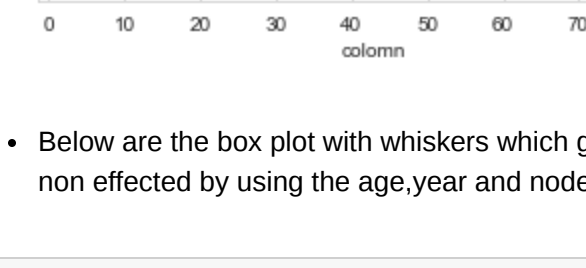 0 10 20 30 40 50 60 70
colomn
• Below are the box plot with whiskers which
non effected by using the age,year and node